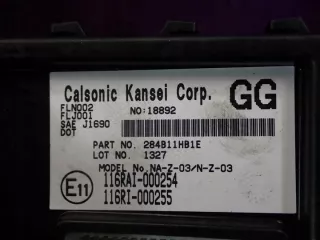 Calsonic Kansei Corp. GG
FLN002 NO:18892
FLJ001
SAE J1690
DOT
PART NO. 284B11HB1E
LOT NO. 1327
MODEL No. NA-Z-03/N-Z-03
E11 116RAI-000254
116RI-000255